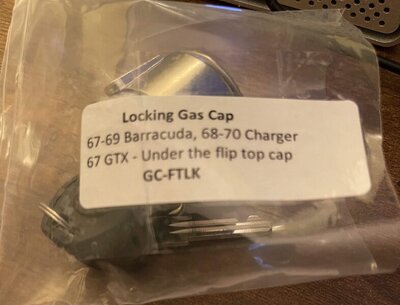 Locking Gas Cap
67-69 Barracuda, 68-70 Charger
67 GTX - Under the flip top cap
GC-FTLK